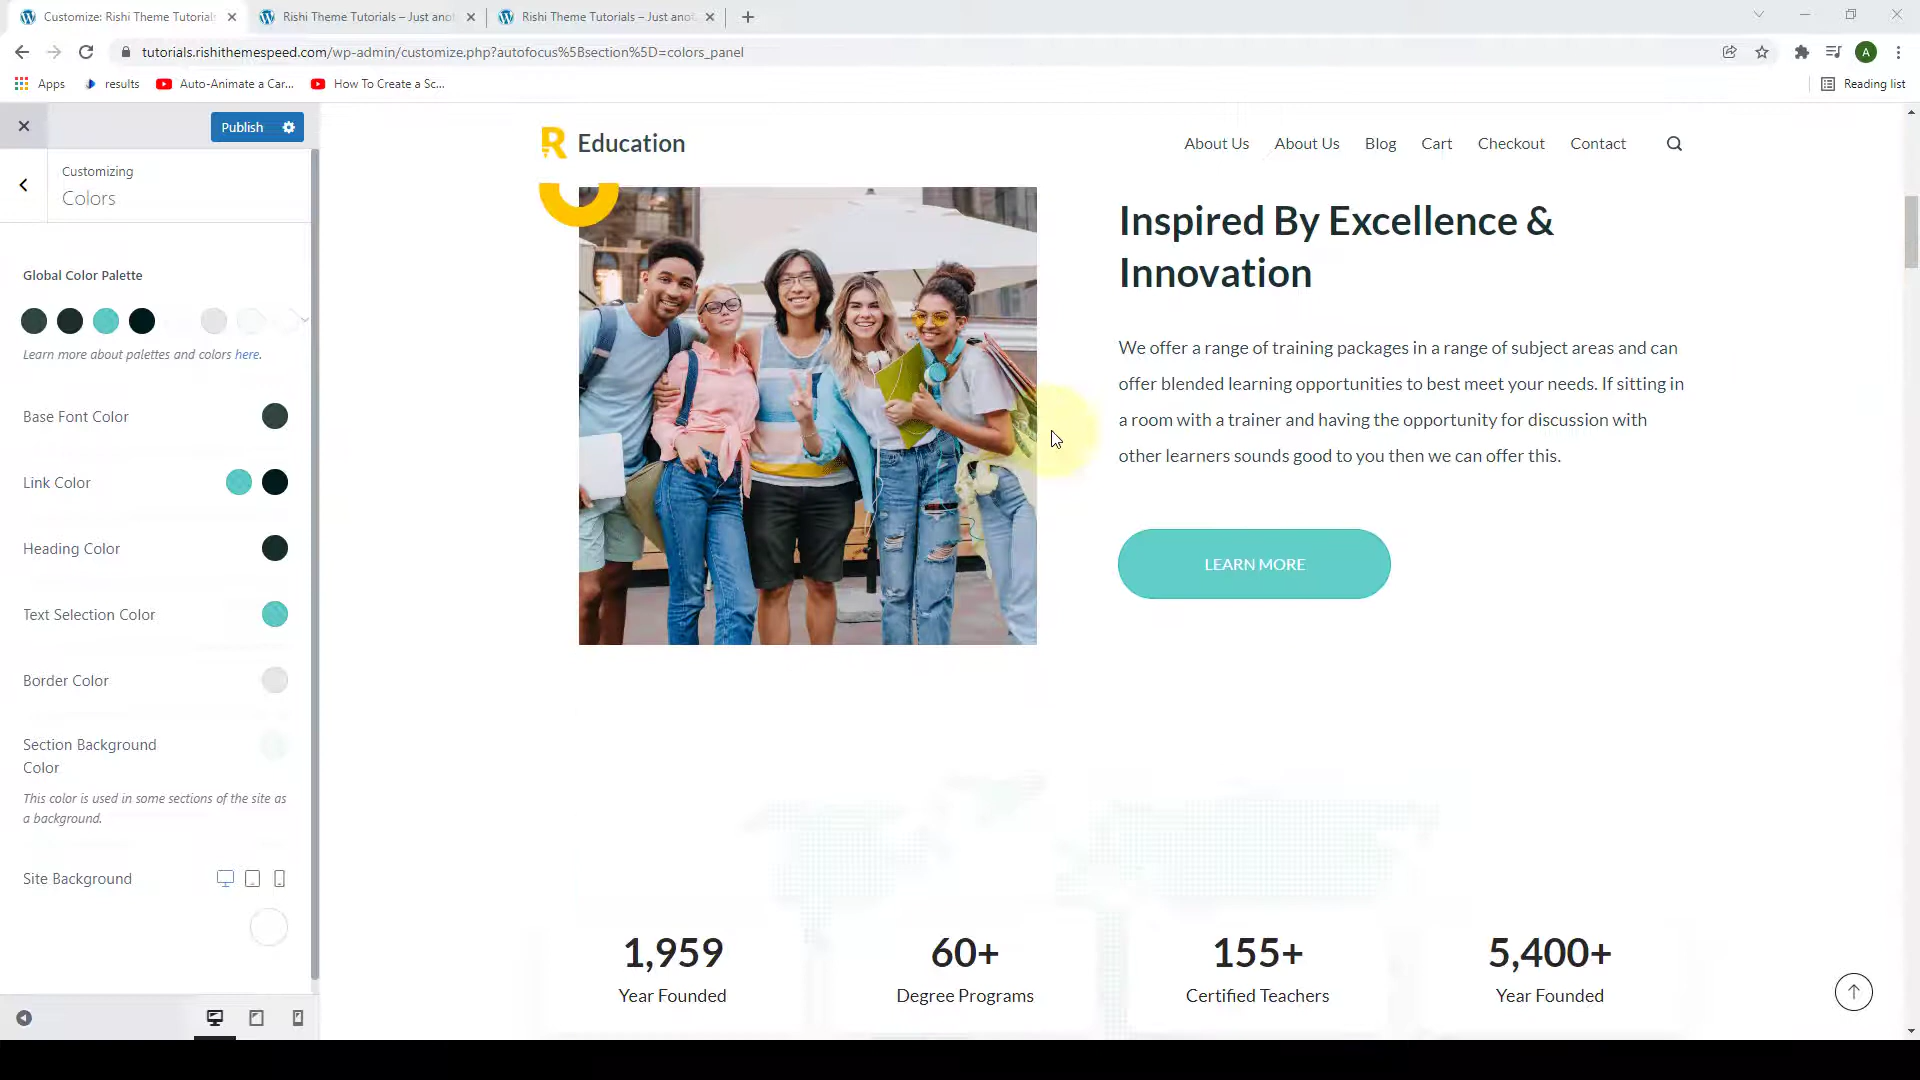 Customize: Rishi Theme Tutorials
Rishi Theme Tutorials – Just anot
Rishi Theme Tutorials – Just anot
tutorials.rishithemespeed.com/wp-admin/customize.php?autofocus%5Bsection%5D=colors_panel
A
Apps
results
Auto-Animate a Car...
How To Create a Sc...
Reading list
Publish
Customizing
Colors
Global Color Palette
Learn more about palettes and colors here.
Base Font Color
Link Color
Heading Color
Text Selection Color
Border Color
Section Background
Color
This color is used in some sections of the site as
a background.
Site Background
R Education
About Us
About Us
Blog
Cart
Checkout
Contact
Inspired By Excellence &
Innovation
We offer a range of training packages in a range of subject areas and can
offer blended learning opportunities to best meet your needs. If sitting in
a room with a trainer and having the opportunity for discussion with
other learners sounds good to you then we can offer this.
LEARN MORE
1,959
Year Founded
60+
Degree Programs
155+
Certified Teachers
5,400+
Year Founded